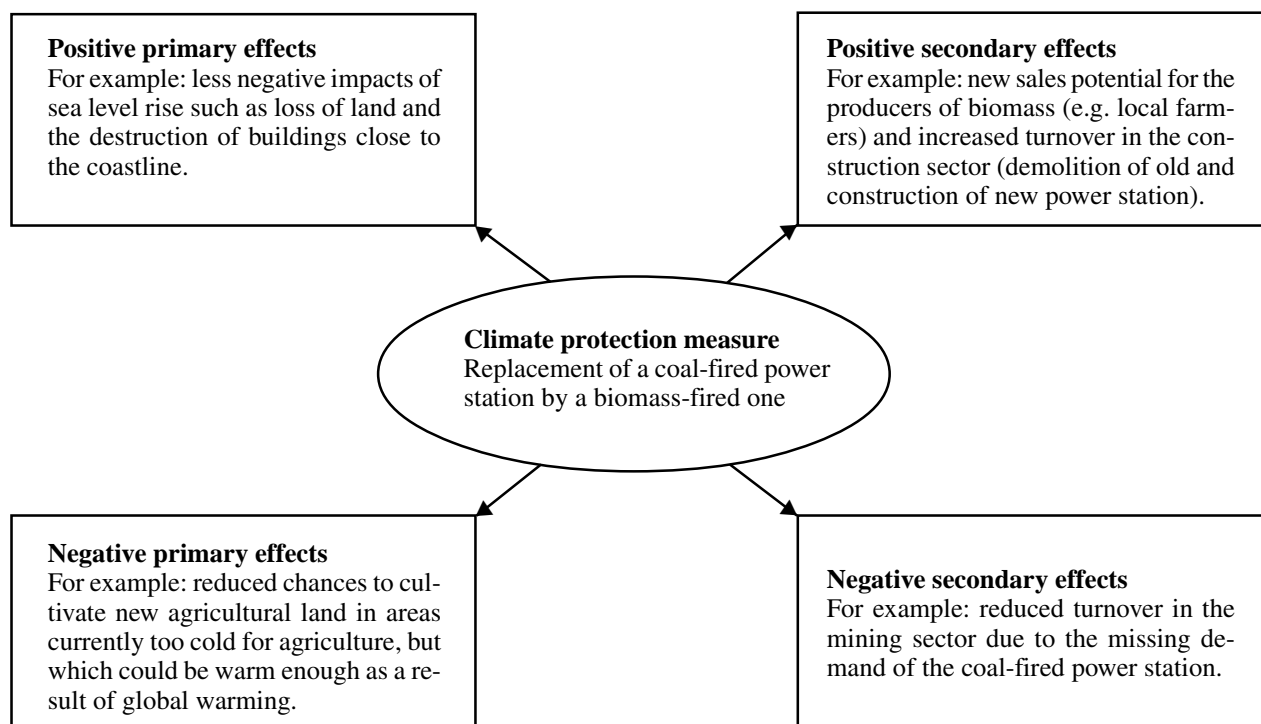 Positive primary effects
For example: less negative impacts of
sea level rise such as loss of land and
the destruction of buildings close to
the coastline.
Positive secondary effects
For example: new sales potential for the
producers of biomass (e.g. local farm-
ers) and increased turnover in the con-
struction sector (demolition of old and
construction of new power station).
Climate protection measure
Replacement of a coal-fired power
station by a biomass-fired one
Negative primary effects
For example: reduced chances to cul-
tivate new agricultural land in areas
currently too cold for agriculture, but
which could be warm enough as a re-
sult of global warming.
Negative secondary effects
For example: reduced turnover in the
mining sector due to the missing de-
mand of the coal-fired power station.